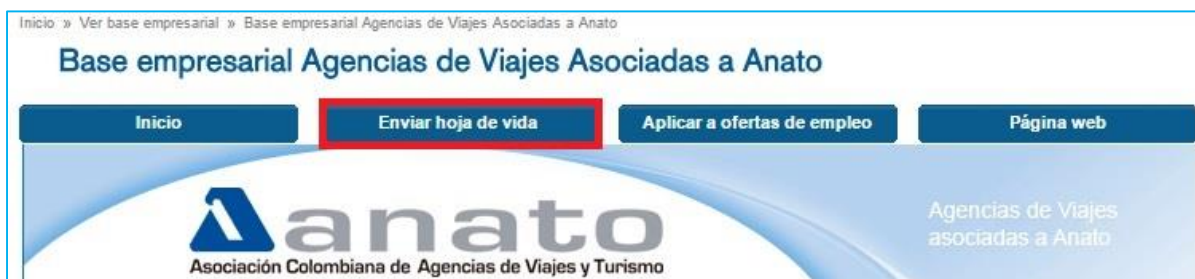 Inicio » Ver base empresarial » Base empresarial Agencias de Viajes Asociadas a Anato
Base empresarial Agencias de Viajes Asociadas a Anato
Inicio Enviar hoja de vida Aplicar a ofertas de empleo Página web
anato
Asociación Colombiana de Agencias de Viajes y Turismo
Agencias de Viajes
asociadas a Anato